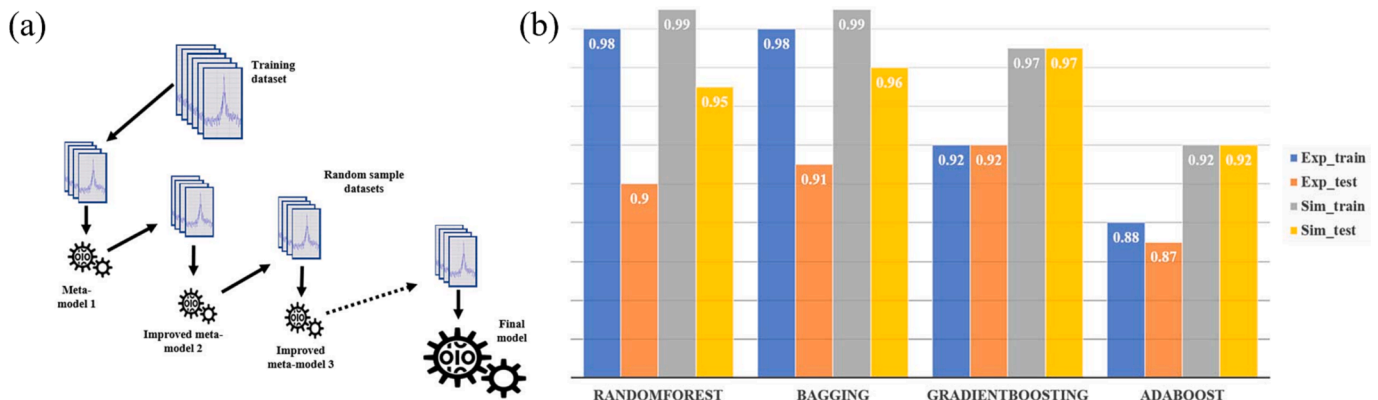 (a)
Training
dataset
Random sample
datasets
Meta-
model 1
Improved meta-
model 2
Improved
meta-model 3
Final
model
(b)
0.98
0.9
0.99
0.95
0.98
0.91
0.99
0.96
0.92
0.92
0.97
0.97
0.88
0.87
0.92
0.92
RANDOMFOREST
BAGGING
GRADIENTBOOSTING
ADABOOST
Exp_train
Exp_test
Sim_train
Sim_test